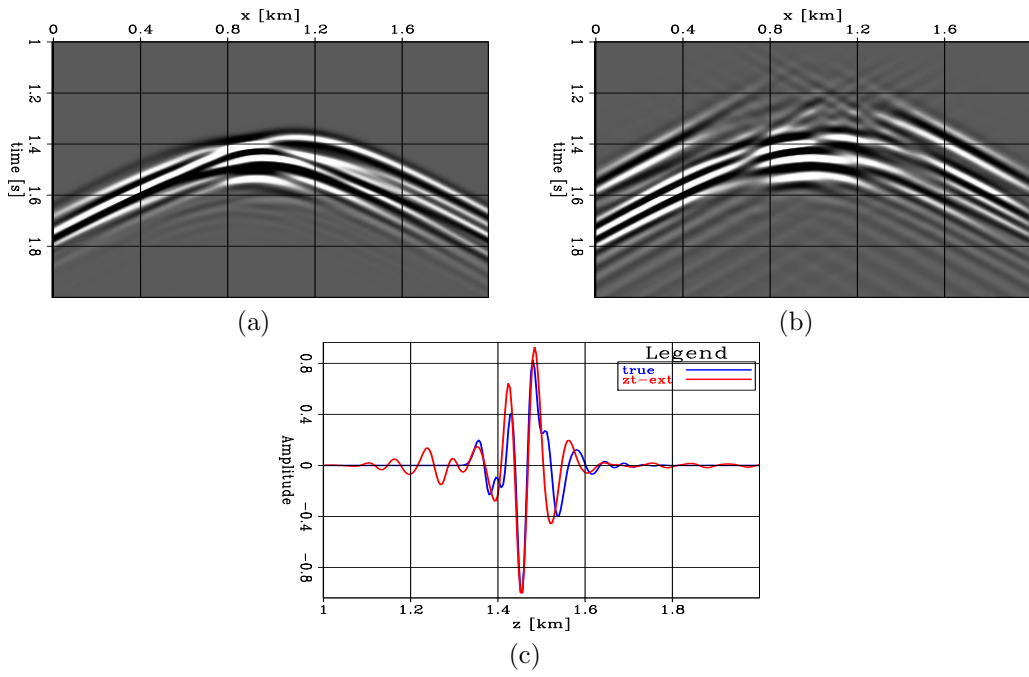 x [km]
0 0.4 0.8 1.2 1.6
1
1.2
1.4
1.6
1.8
time [s]
(a)
x [km]
0 0.4 0.8 1.2 1.6
1
1.2
1.4
1.6
1.8
time [s]
(b)
Legend
true
zt-ext
0.8
0.4
0
-0.4
-0.8
Amplitude
1 1.2 1.4 1.6 1.8
z [km]
(c)